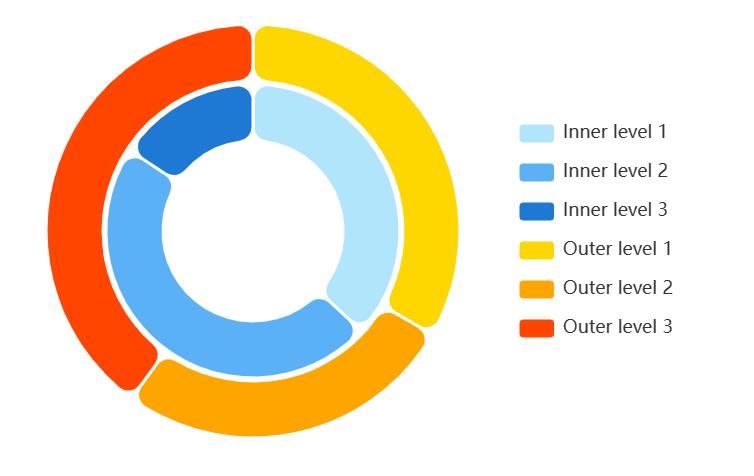 Inner level 1
Inner level 2
Inner level 3
Outer level 1
Outer level 2
Outer level 3